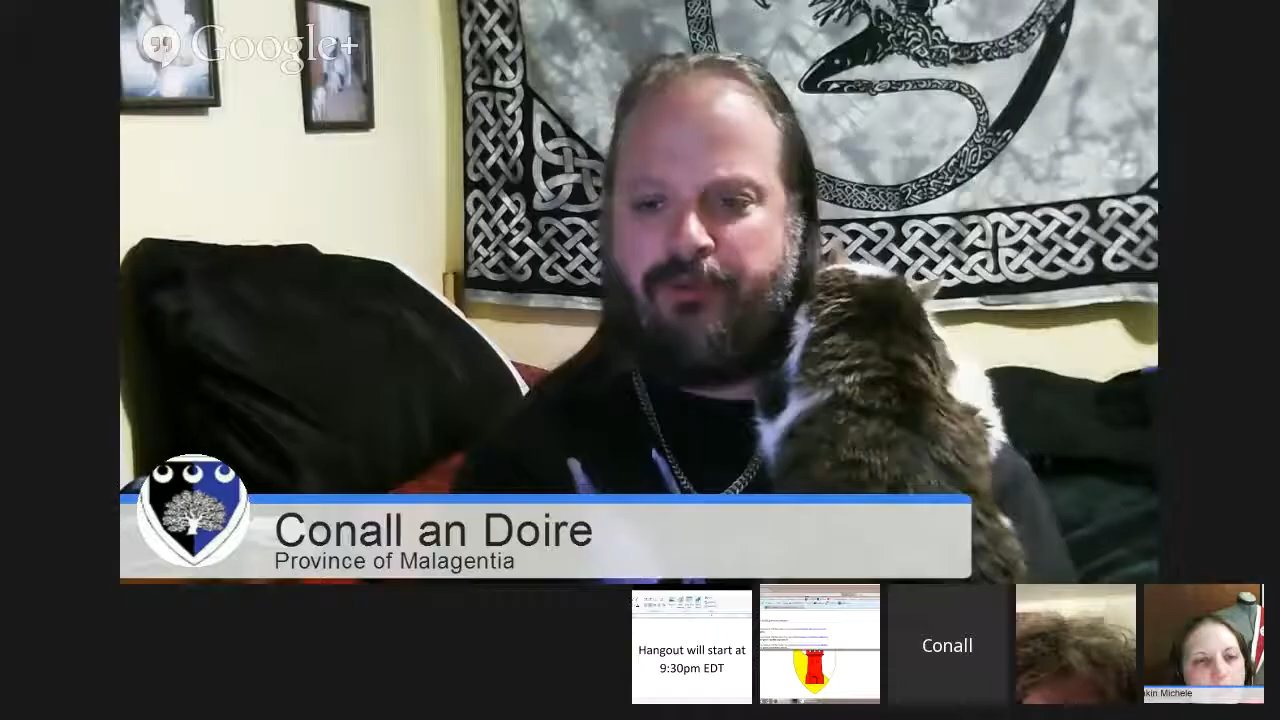 Google+
Conall an Doire
Province of Malagentia
Hangout will start at
9:30pm EDT
Conall
Michele